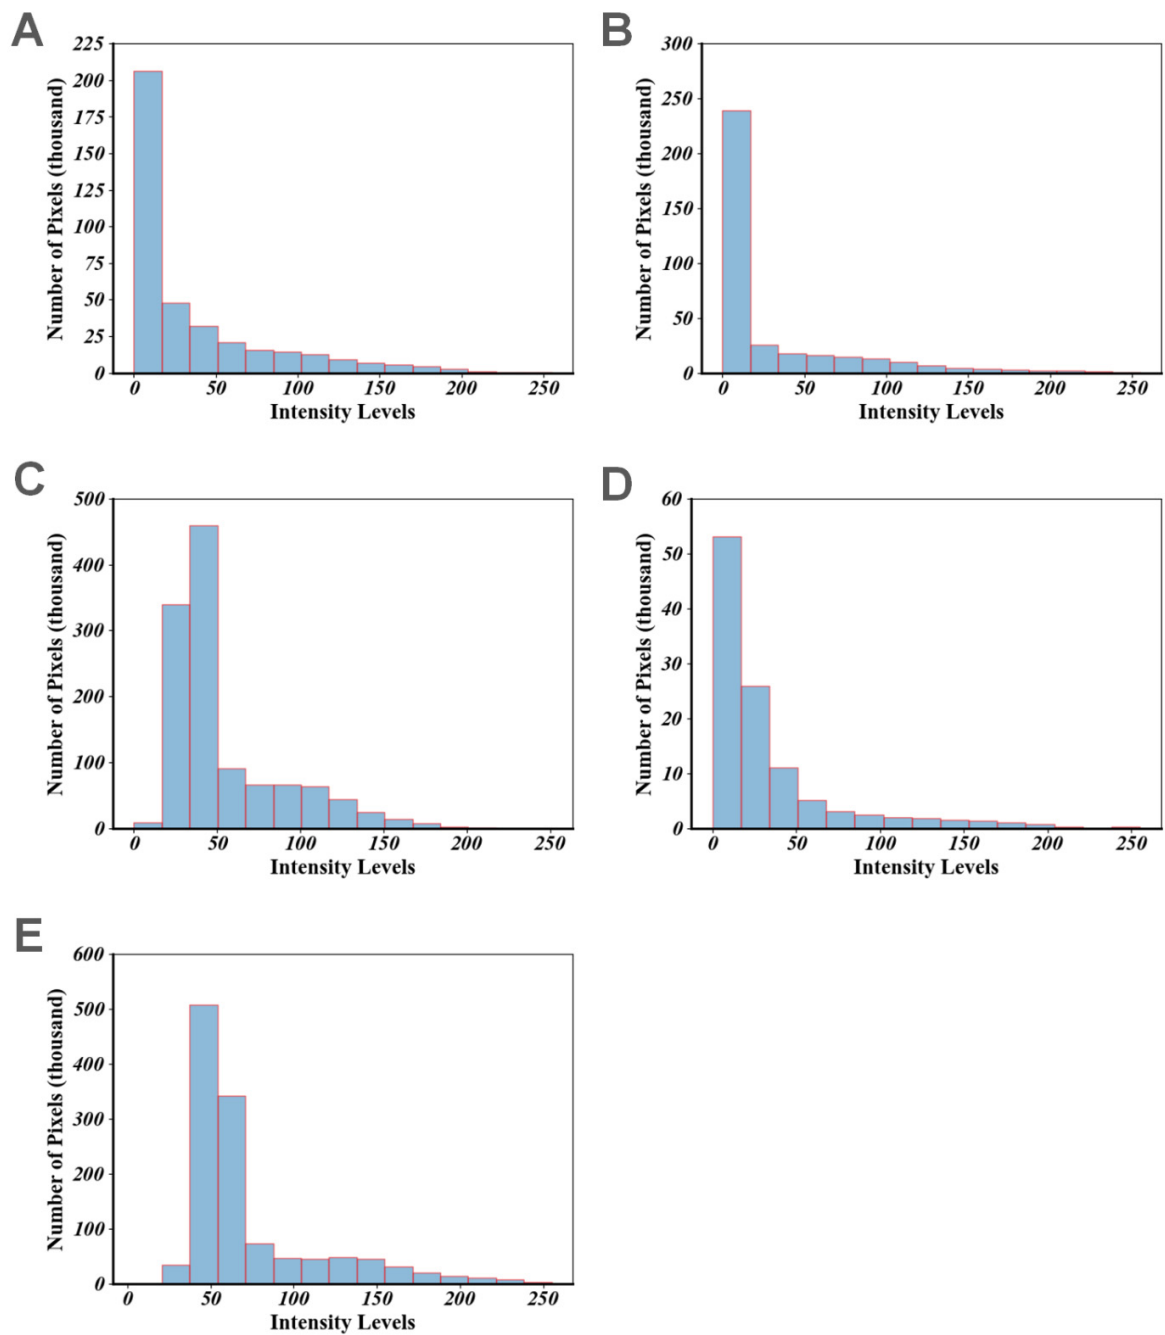 A
225
200
175
150
125
100
75
50
25
0
Number of Pixels (thousand)
0 50 100 150 200 250
Intensity Levels
B
300
250
200
150
100
50
0
Number of Pixels (thousand)
0 50 100 150 200 250
Intensity Levels
C
500
400
300
200
100
0
Number of Pixels (thousand)
0 50 100 150 200 250
Intensity Levels
D
60
50
40
30
20
10
0
Number of Pixels (thousand)
0 50 100 150 200 250
Intensity Levels
E
600
500
400
300
200
100
0
Number of Pixels (thousand)
0 50 100 150 200 250
Intensity Levels